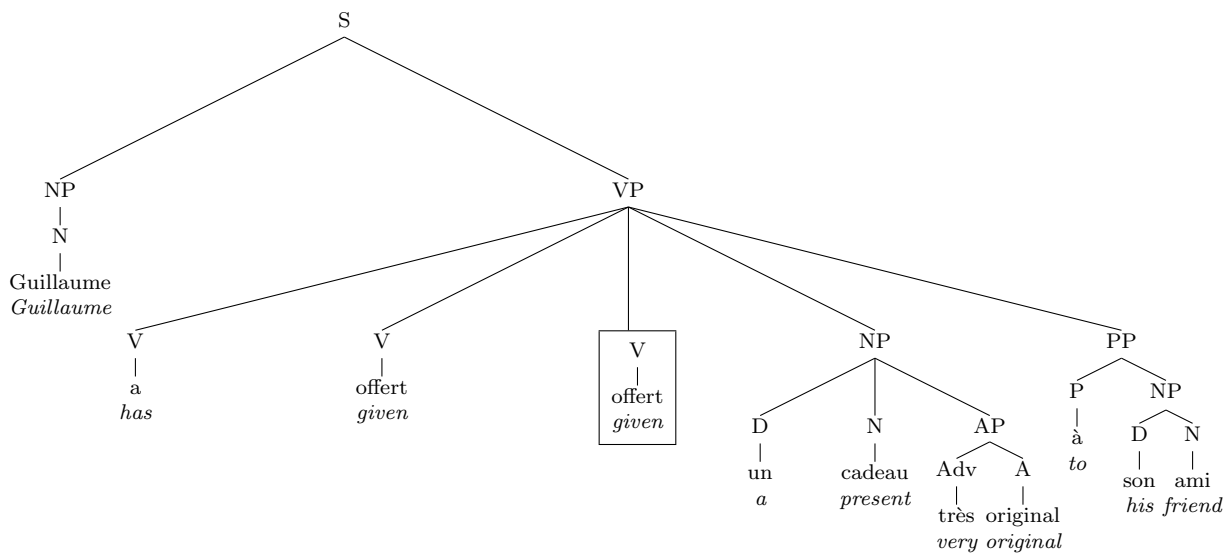 S
NP VP
N
Guillaume
Guillaume
V V V NP PP
a offert offert
has given given
P NP
D N AP
à
to
D N
un cadeau Adv A
a present
son ami
his friend
très original
very original